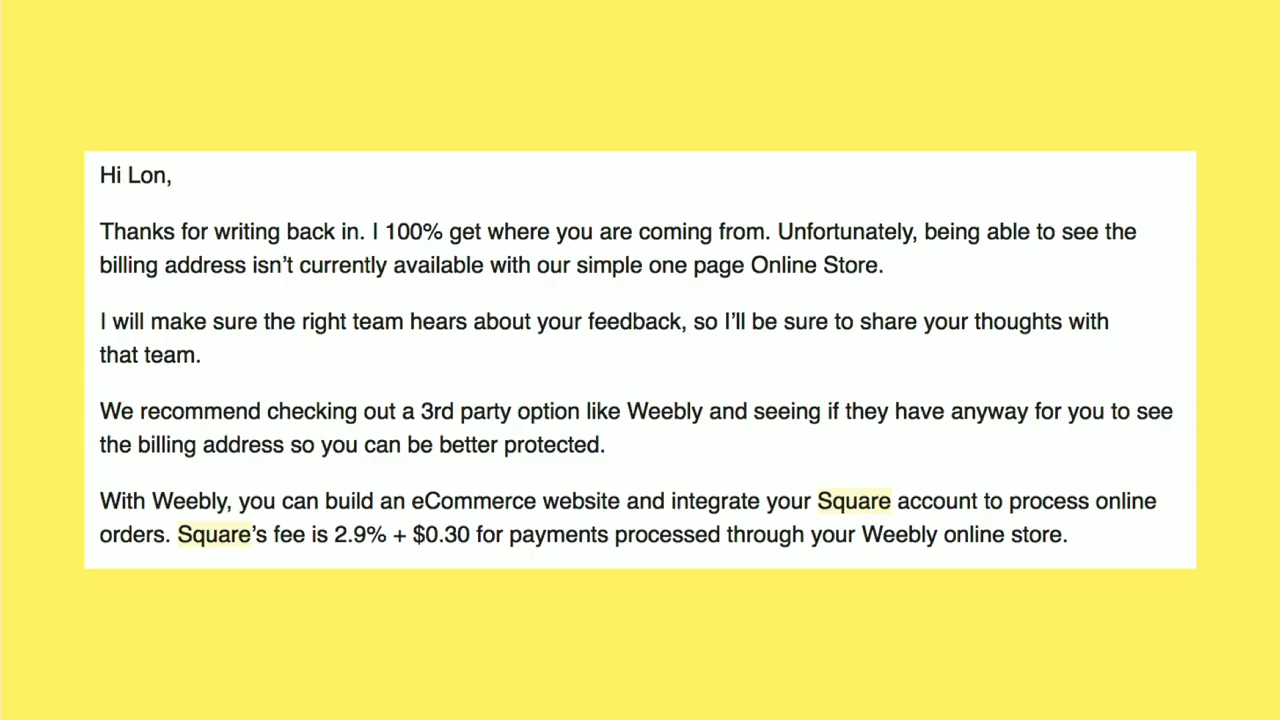 Hi Lon,
Thanks for writing back in. I 100% get where you are coming from. Unfortunately, being able to see the
billing address isn’t currently available with our simple one page Online Store.
I will make sure the right team hears about your feedback, so I’ll be sure to share your thoughts with
that team.
We recommend checking out a 3rd party option like Weebly and seeing if they have anyway for you to see
the billing address so you can be better protected.
With Weebly, you can build an eCommerce website and integrate your Square account to process online
orders. Square’s fee is 2.9% + $0.30 for payments processed through your Weebly online store.